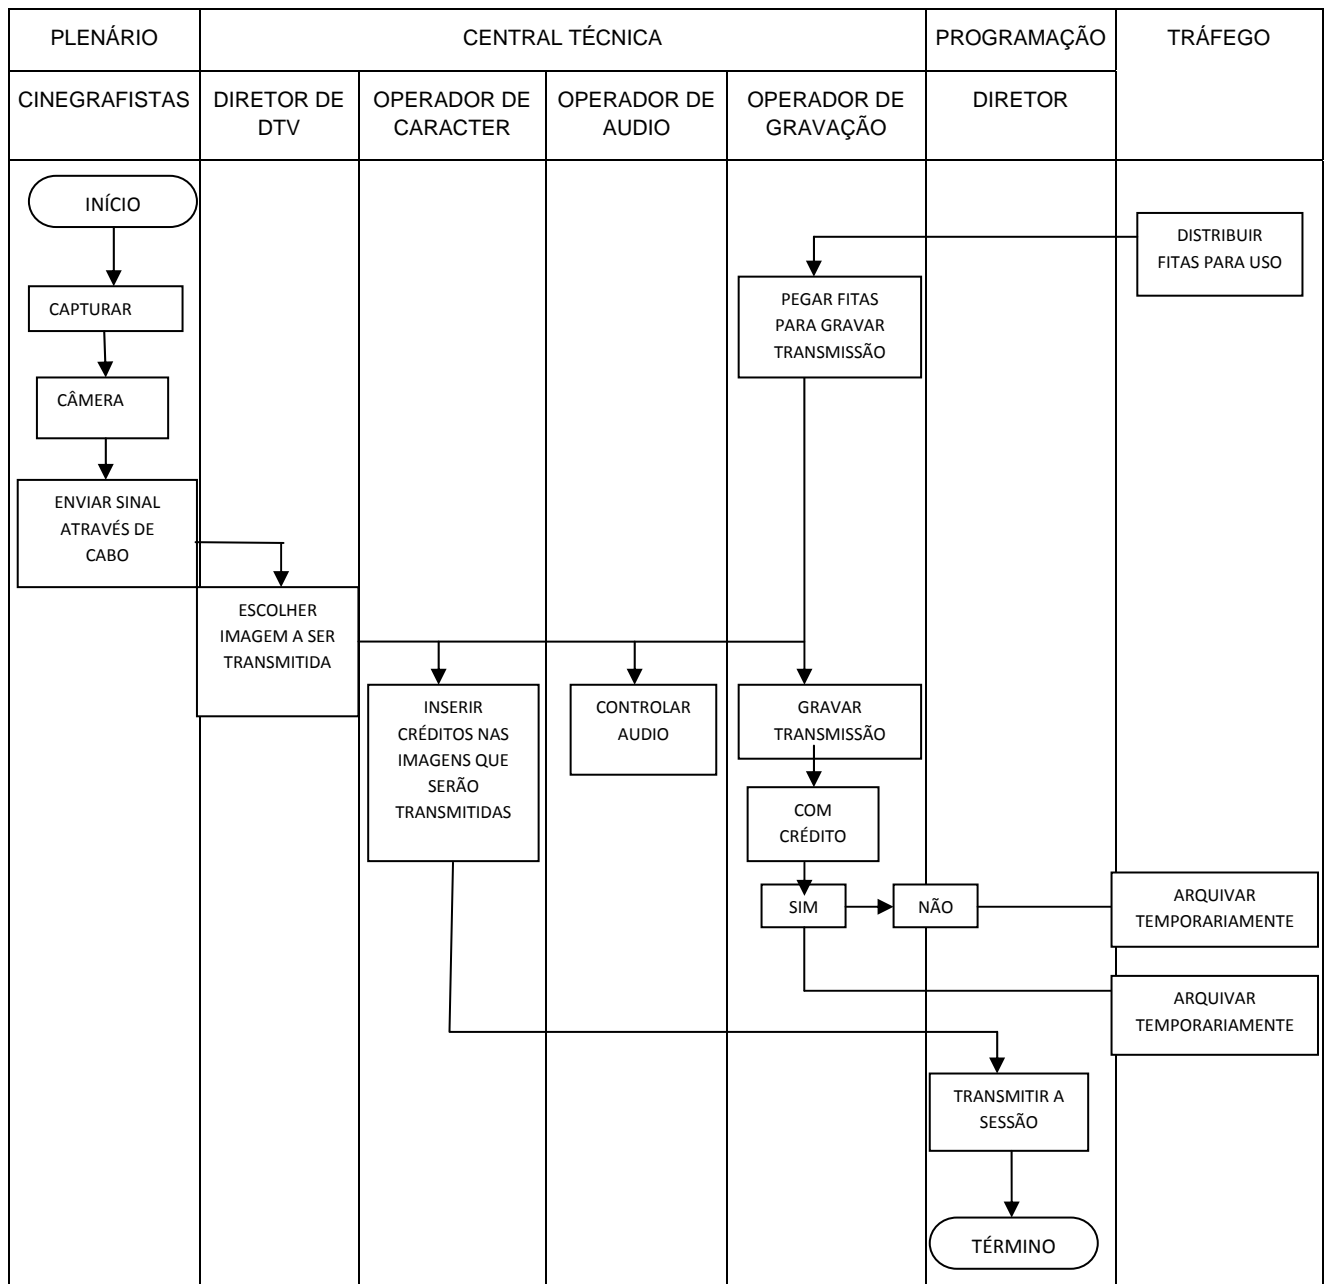 PLENÁRIO
CENTRAL TÉCNICA
PROGRAMAÇÃO
TRÁFEGO
CINEGRAFISTAS
DIRETOR DE
DTV
OPERADOR DE
CARACTER
OPERADOR DE
AUDIO
OPERADOR DE
GRAVAÇÃO
DIRETOR
INÍCIO
DISTRIBUIR
FITAS PARA USO
CAPTURAR
PEGAR FITAS
PARA GRAVAR
TRANSMISSÃO
CÂMERA
ENVIAR SINAL
ATRAVÉS DE
CABO
ESCOLHER
IMAGEM A SER
TRANSMITIDA
INSERIR
CRÉDITOS NAS
IMAGENS QUE
SERÃO
TRANSMITIDAS
CONTROLAR
AUDIO
GRAVAR
TRANSMISSÃO
COM
CRÉDITO
SIM
NÃO
ARQUIVAR
TEMPORARIAMENTE
ARQUIVAR
TEMPORARIAMENTE
TRANSMITIR A
SESSÃO
TÉRMINO